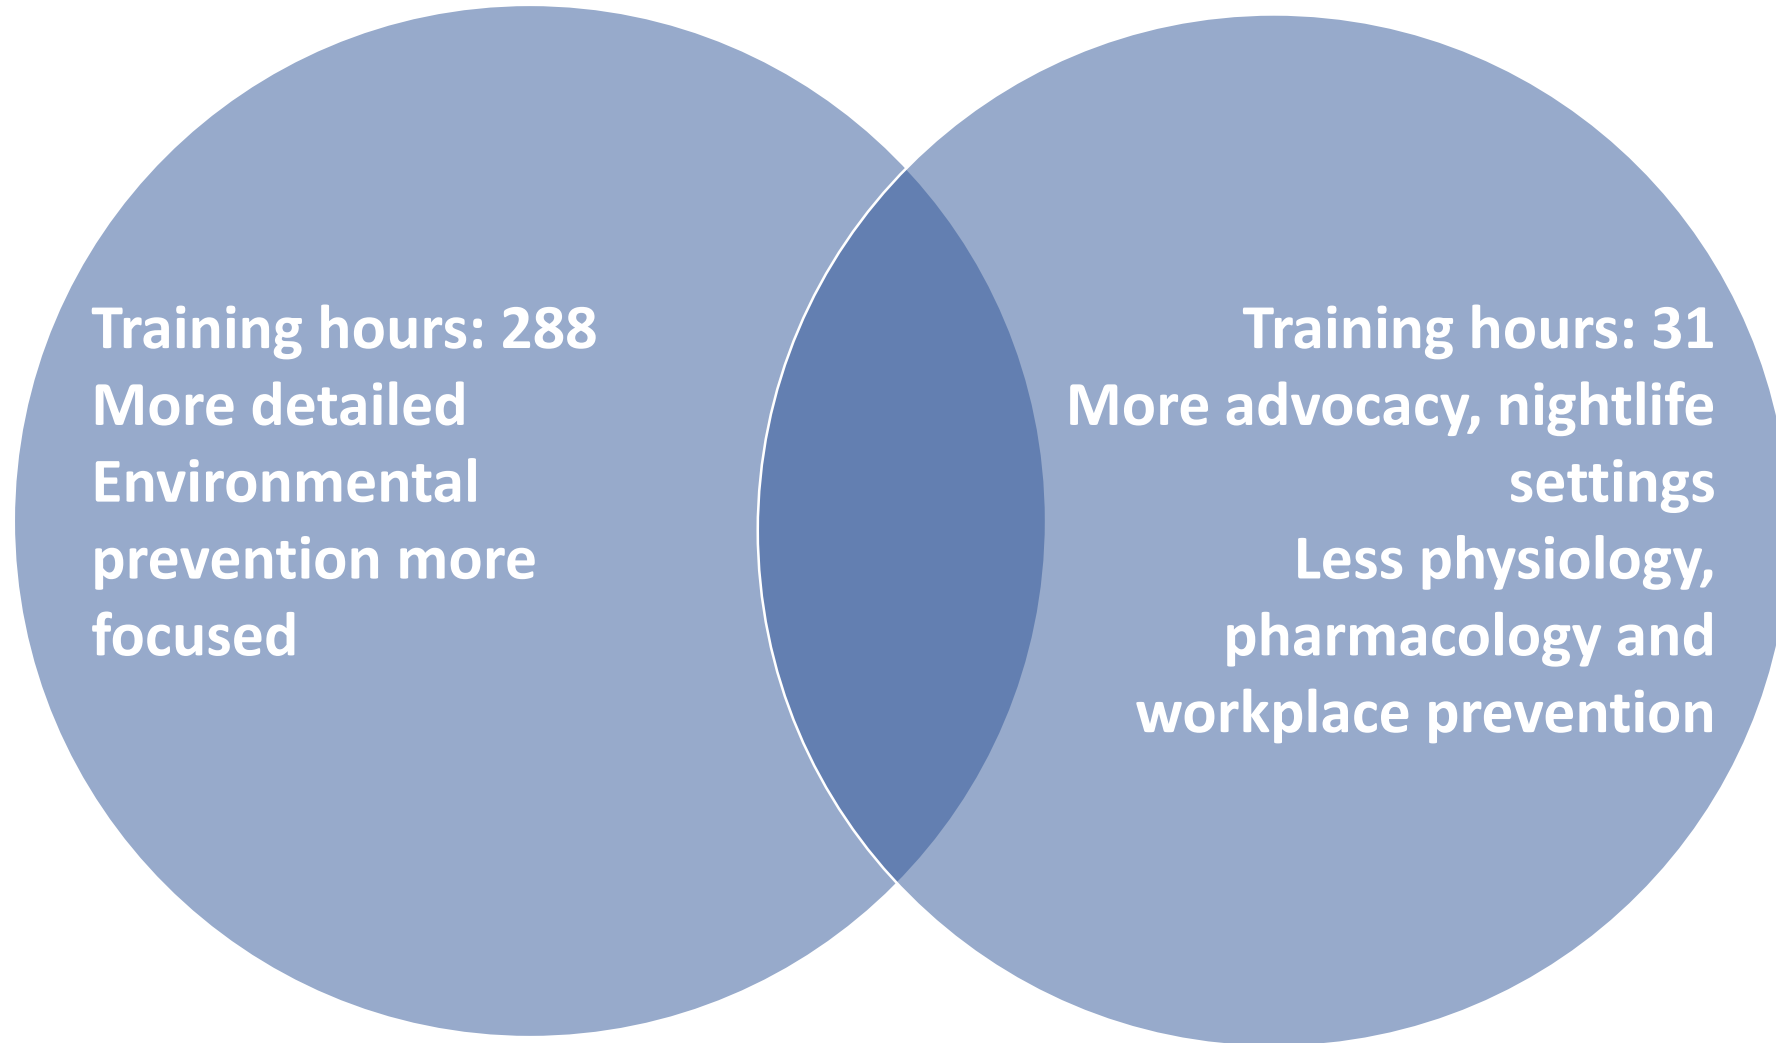 Training hours: 288
More detailed
Environmental
prevention more
focused
Training hours: 31
More advocacy, nightlife
settings
Less physiology,
pharmacology and
workplace prevention